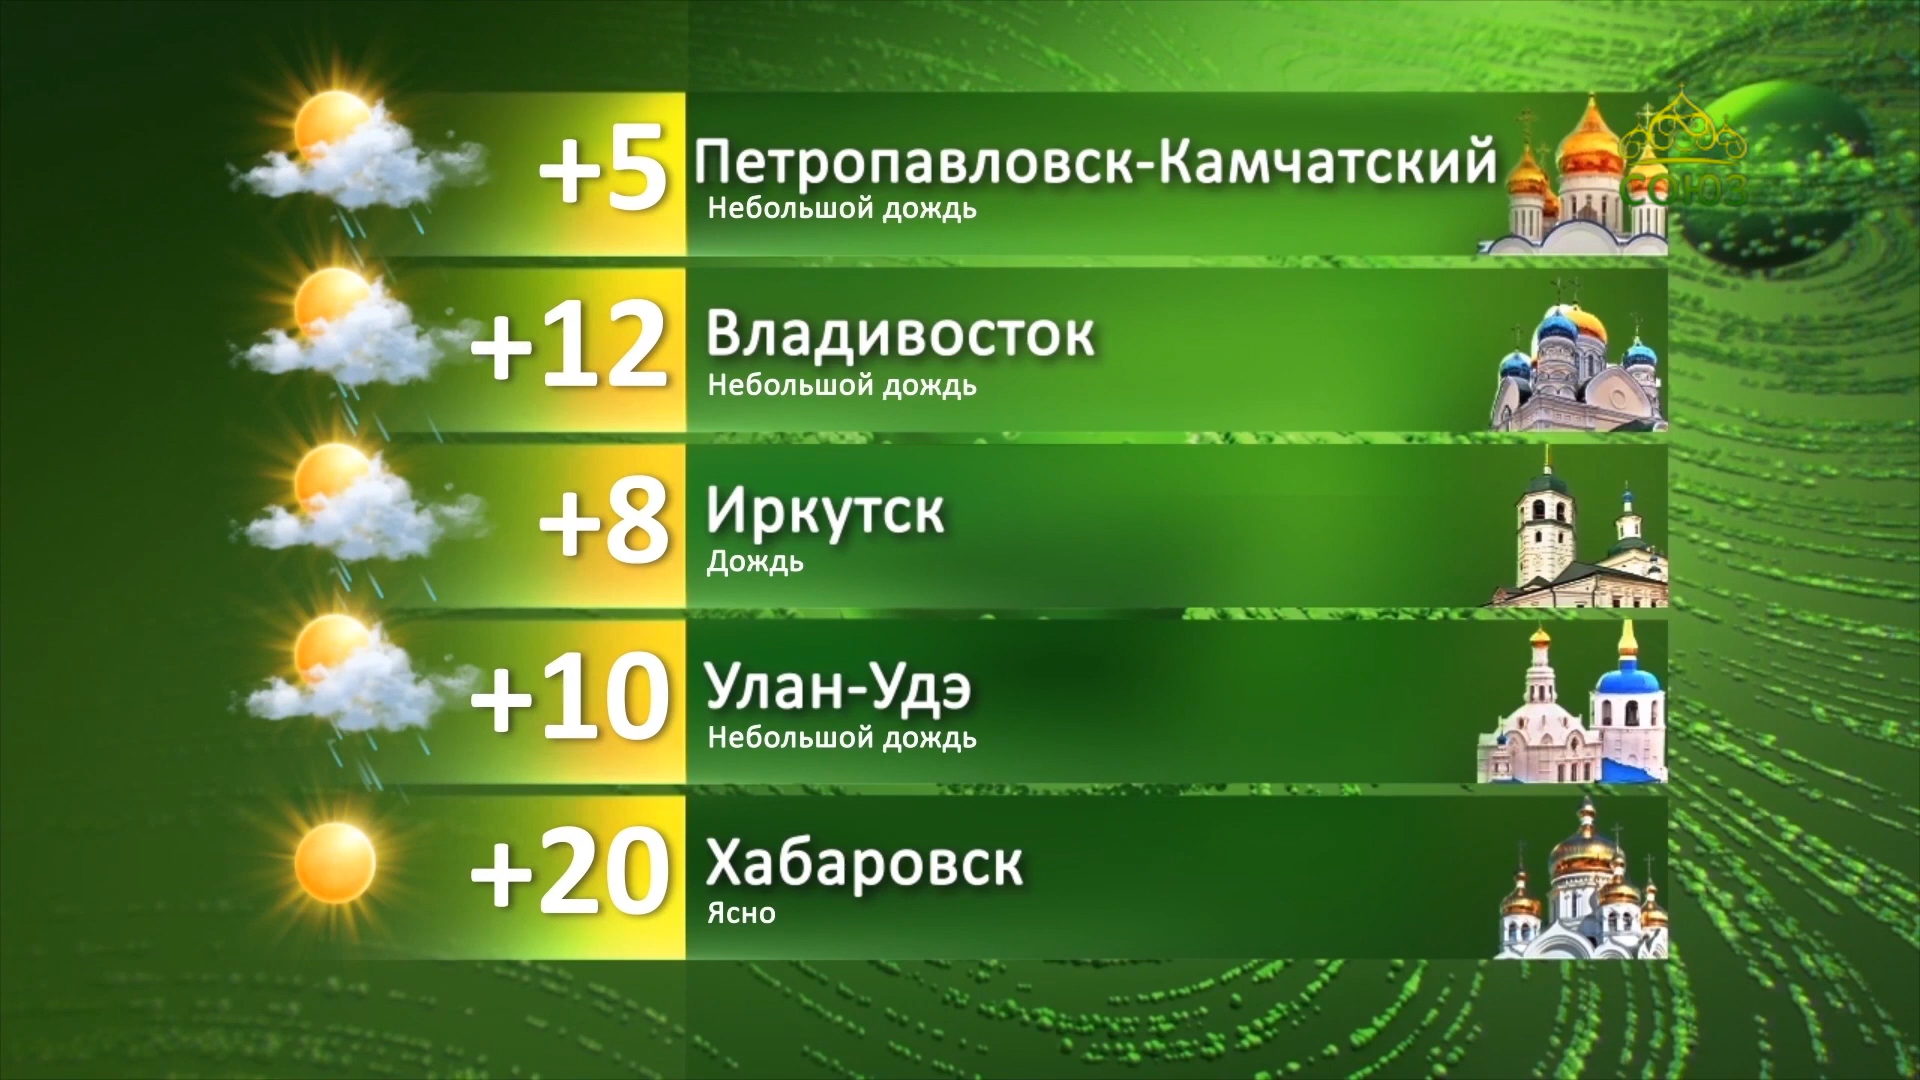 +5 Петропавловск-Камчатский
Небольшой дождь
СОЮЗ
+12 Владивосток
Небольшой дождь
+8 Иркутск
Дождь
+10 Улан-Удэ
Небольшой дождь
+20 Хабаровск
Ясно